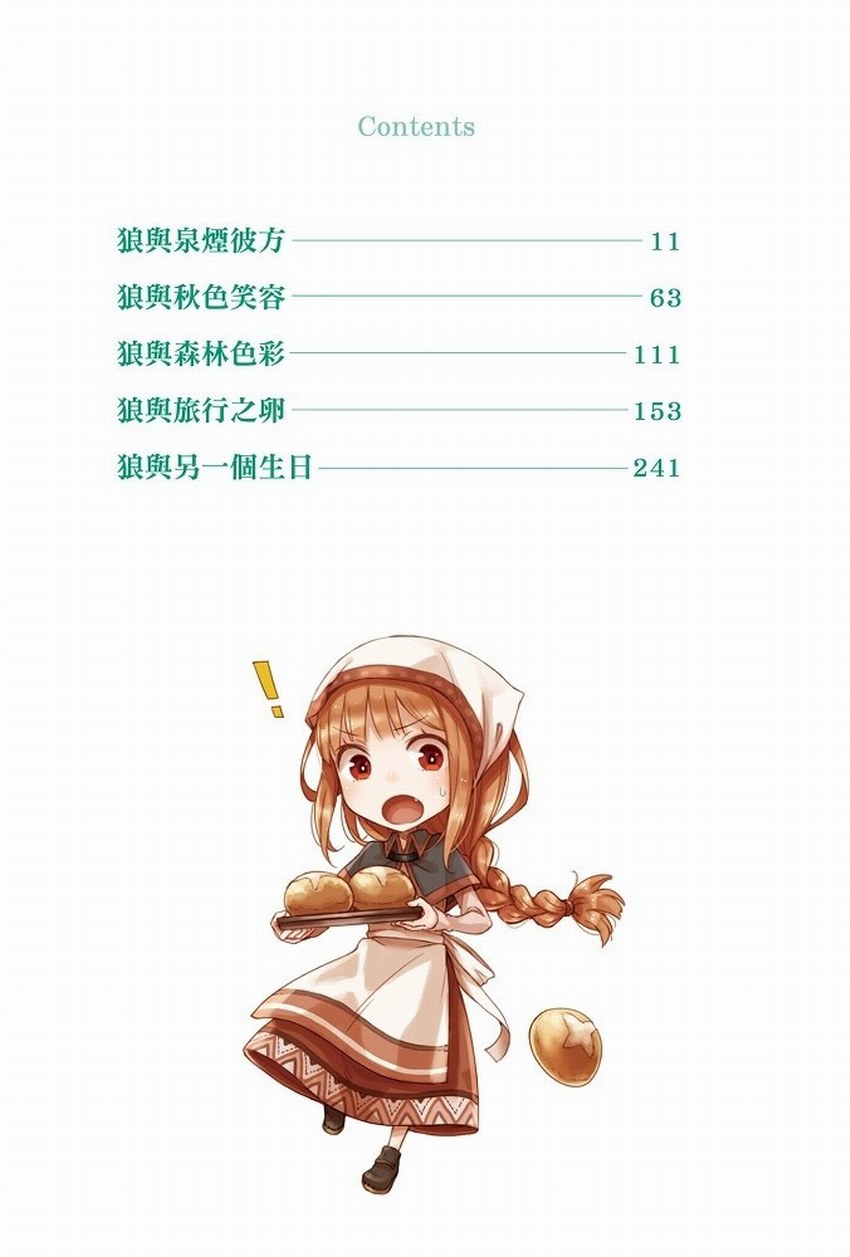 Contents
狼與泉煙彼方 11
狼與秋色笑容 63
狼與森林色彩 111
狼與旅行之卵 153
狼與另一個生日 241
!